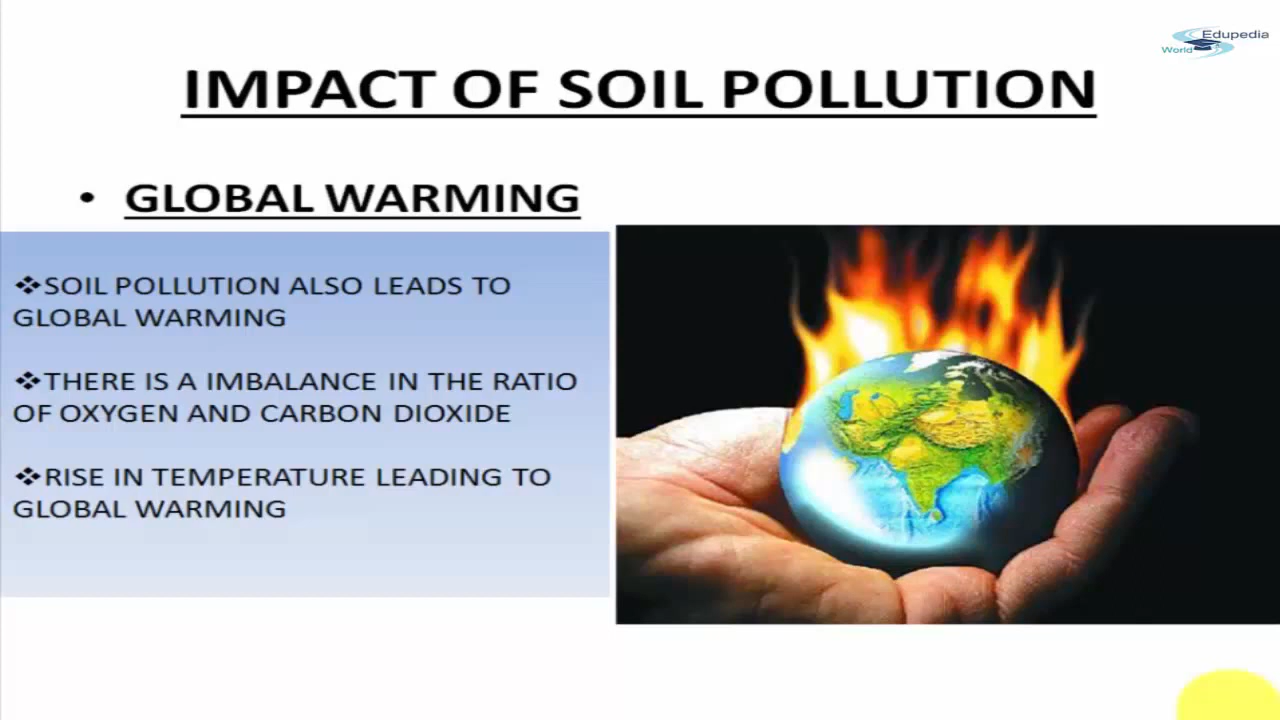 Edupedia
World
IMPACT OF SOIL POLLUTION
• GLOBAL WARMING
❖SOIL POLLUTION ALSO LEADS TO
GLOBAL WARMING
❖THERE IS A IMBALANCE IN THE RATIO
OF OXYGEN AND CARBON DIOXIDE
❖RISE IN TEMPERATURE LEADING TO
GLOBAL WARMING